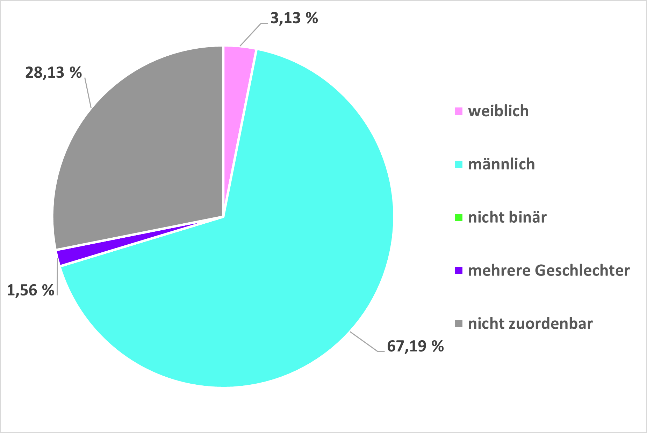 3,13 %
28,13 %
weiblich
männlich
nicht binär
mehrere Geschlechter
1,56 %
nicht zuordenbar
67,19 %